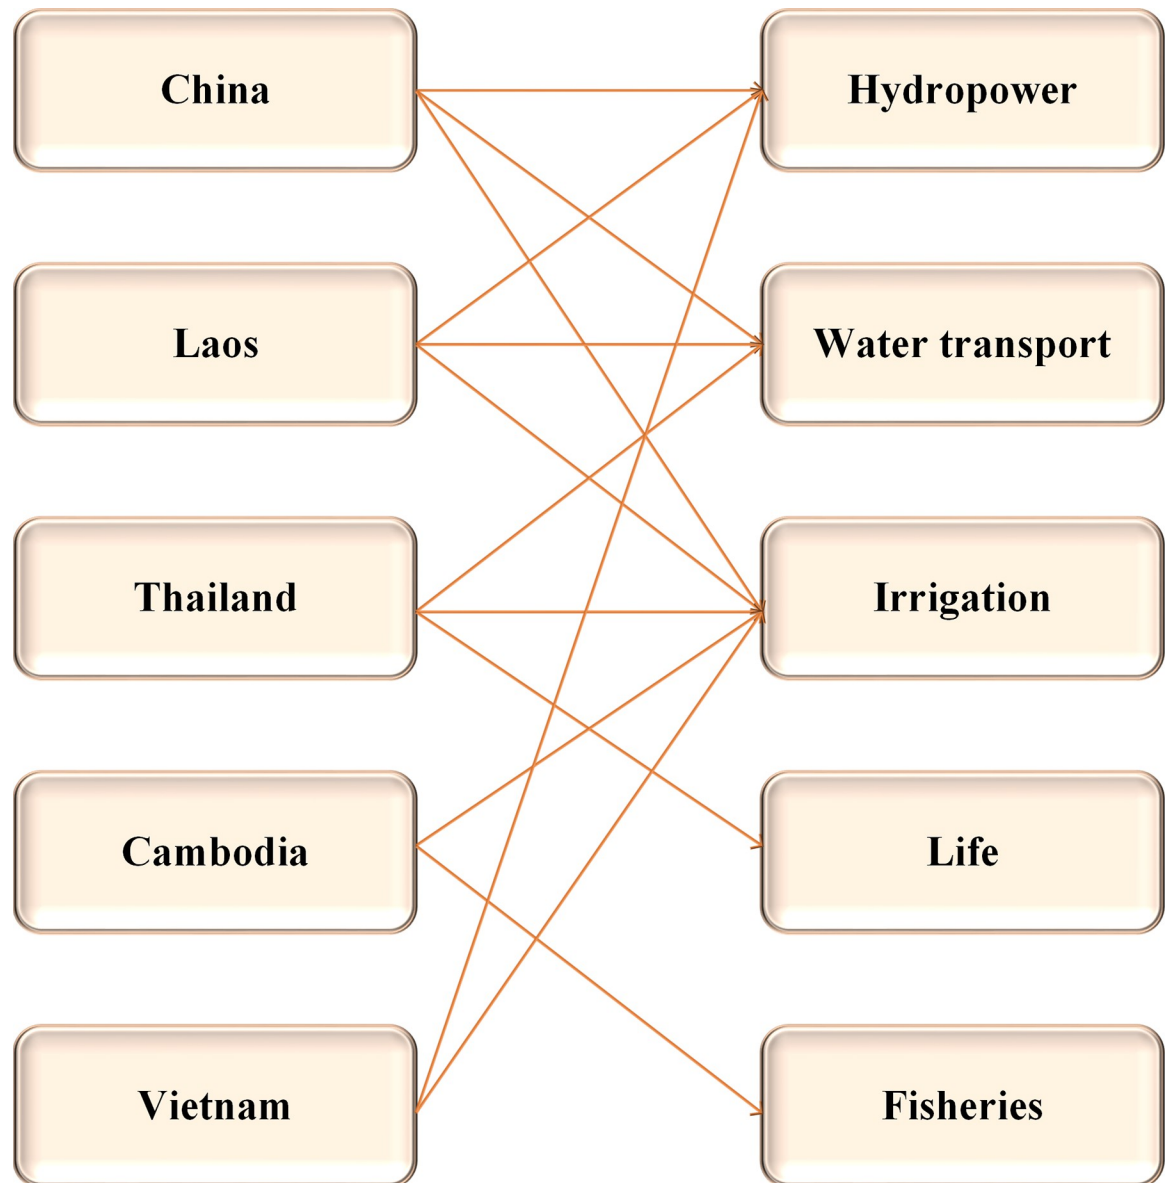 China
Hydropower
Laos
Water transport
Thailand
Irrigation
Cambodia
Life
Vietnam
Fisheries